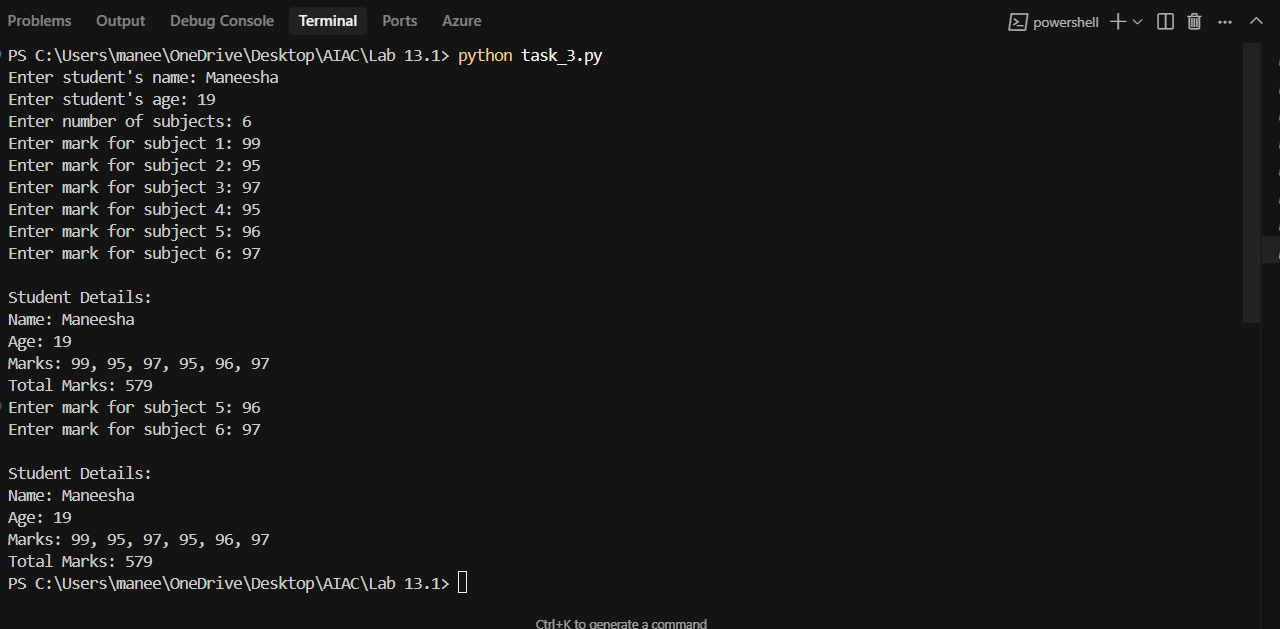 Problems Output Debug Console Terminal Ports Azure powershell
PS C:\Users\manee\OneDrive\Desktop\AIAC\Lab 13.1> python task_3.py
Enter student's name: Maneesha
Enter student's age: 19
Enter number of subjects: 6
Enter mark for subject 1: 99
Enter mark for subject 2: 95
Enter mark for subject 3: 97
Enter mark for subject 4: 95
Enter mark for subject 5: 96
Enter mark for subject 6: 97
Student Details:
Name: Maneesha
Age: 19
Marks: 99, 95, 97, 95, 96, 97
Total Marks: 579
Enter mark for subject 5: 96
Enter mark for subject 6: 97
Student Details:
Name: Maneesha
Age: 19
Marks: 99, 95, 97, 95, 96, 97
Total Marks: 579
PS C:\Users\manee\OneDrive\Desktop\AIAC\Lab 13.1>
Ctrl+K to generate a command